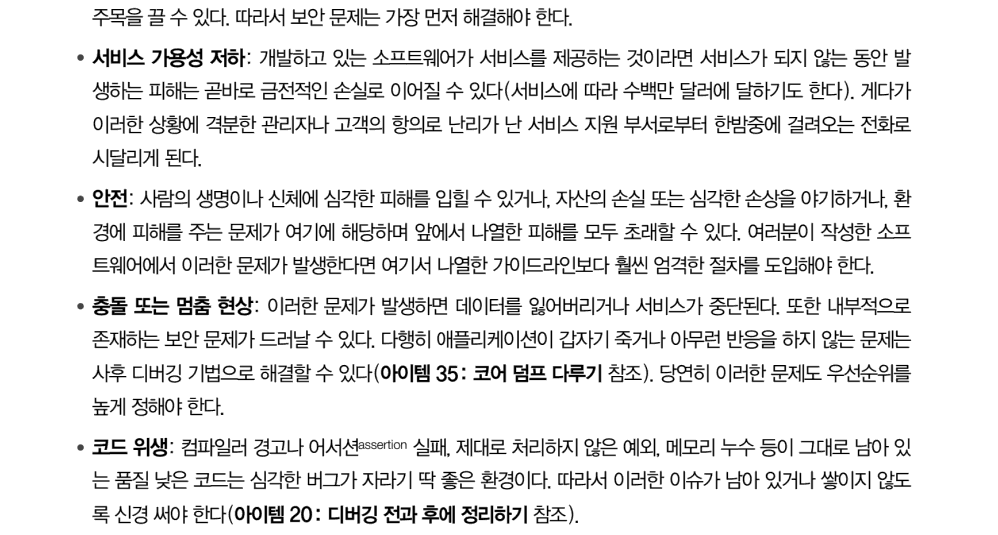 주목을 끌 수 있다. 따라서 보안 문제는 가장 먼저 해결해야 한다.
• 서비스 가용성 저하: 개발하고 있는 소프트웨어가 서비스를 제공하는 것이라면 서비스가 되지 않는 동안 발
생하는 피해는 곧바로 금전적인 손실로 이어질 수 있다(서비스에 따라 수백만 달러에 달하기도 한다). 게다가
이러한 상황에 격분한 관리자나 고객의 항의로 난리가 난 서비스 지원 부서로부터 한밤중에 걸려오는 전화로
시달리게 된다.
• 안전: 사람의 생명이나 신체에 심각한 피해를 입힐 수 있거나, 자산의 손실 또는 심각한 손상을 야기하거나, 환
경에 피해를 주는 문제가 여기에 해당하며 앞에서 나열한 피해를 모두 초래할 수 있다. 여러분이 작성한 소프
트웨어에서 이러한 문제가 발생한다면 여기서 나열한 가이드라인보다 훨씬 엄격한 절차를 도입해야 한다.
• 충돌 또는 멈춤 현상: 이러한 문제가 발생하면 데이터를 잃어버리거나 서비스가 중단된다. 또한 내부적으로
존재하는 보안 문제가 드러날 수 있다. 다행히 애플리케이션이 갑자기 죽거나 아무런 반응을 하지 않는 문제는
사후 디버깅 기법으로 해결할 수 있다(아이템 35: 코어 덤프 다루기 참조). 당연히 이러한 문제도 우선순위를
높게 정해야 한다.
• 코드 위생: 컴파일러 경고나 어서션assertion 실패, 제대로 처리하지 않은 예외, 메모리 누수 등이 그대로 남아 있
는 품질 낮은 코드는 심각한 버그가 자라기 딱 좋은 환경이다. 따라서 이러한 이슈가 남아 있거나 쌓이지 않도
록 신경 써야 한다(아이템 20: 디버깅 전과 후에 정리하기 참조).